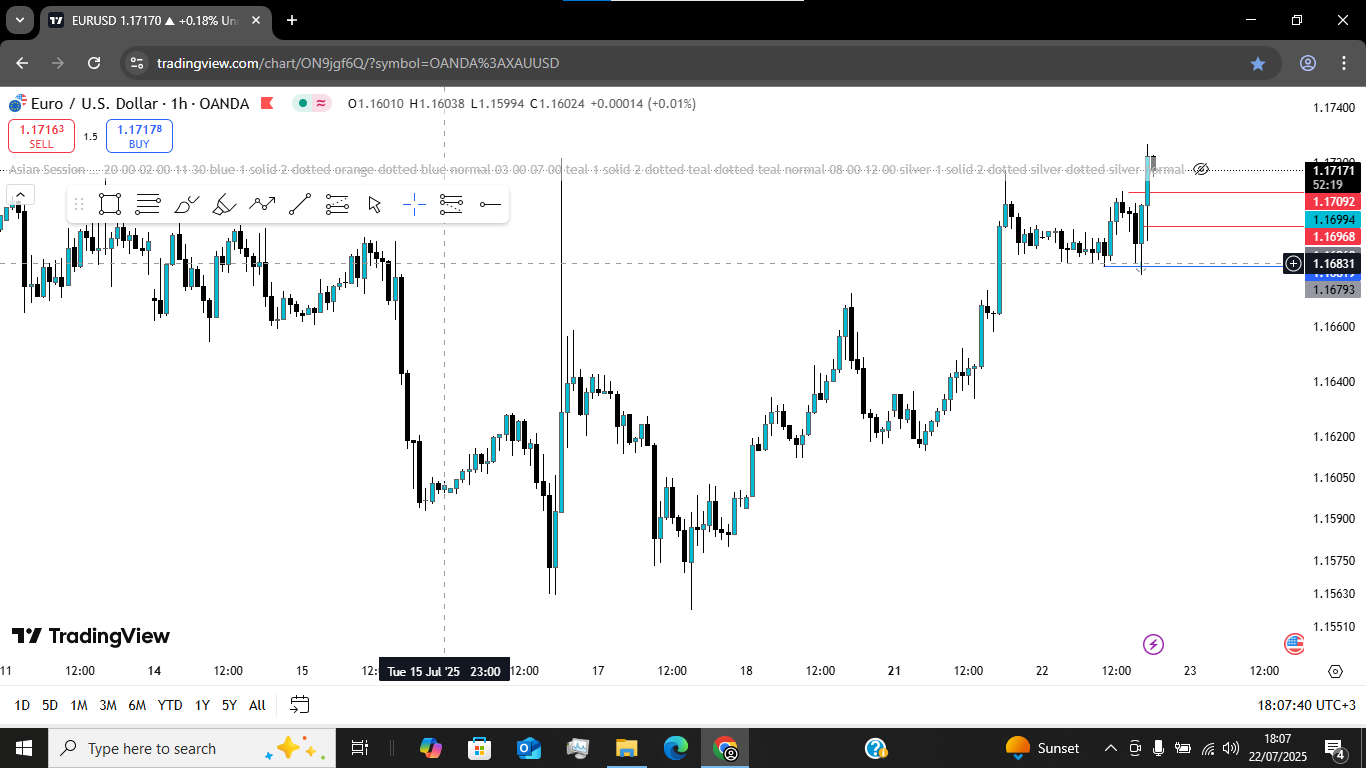 EURUSD 1.17170 ▲ +0.18% Un
tradingview.com/chart/ON9jgf6Q/?symbol=OANDA%3AXAUUSD
Euro / U.S. Dollar · 1h · OANDA
O1.16010 H1.16038 L1.15994 C1.16024 +0.00014 (+0.01%)
1.17163
SELL
1.5
1.17178
BUY
Asian Session ... 20 00 02 00 11 30 blue 1 solid 2 dotted orange dotted blue normal 03 00 07 00 teal 1 solid 2 dotted teal dotted teal normal 08 00 12 00 silver 1 solid 2 dotted silver dotted silver normal
1.17400
1.17171
52:19
1.17092
1.16994
1.16968
1.16831
1.16793
1.16600
1.16400
1.16200
1.16050
1.15900
1.15750
1.15630
1.15510
TradingView
11 12:00 14 12:00 15 Tue 15 Jul '25 23:00 12:00 17 12:00 18 12:00 21 12:00 22 12:00 23 12:00
1D 5D 1M 3M 6M YTD 1Y 5Y All
18:07:40 UTC+3
Type here to search
Sunset
18:07
22/07/2025
4